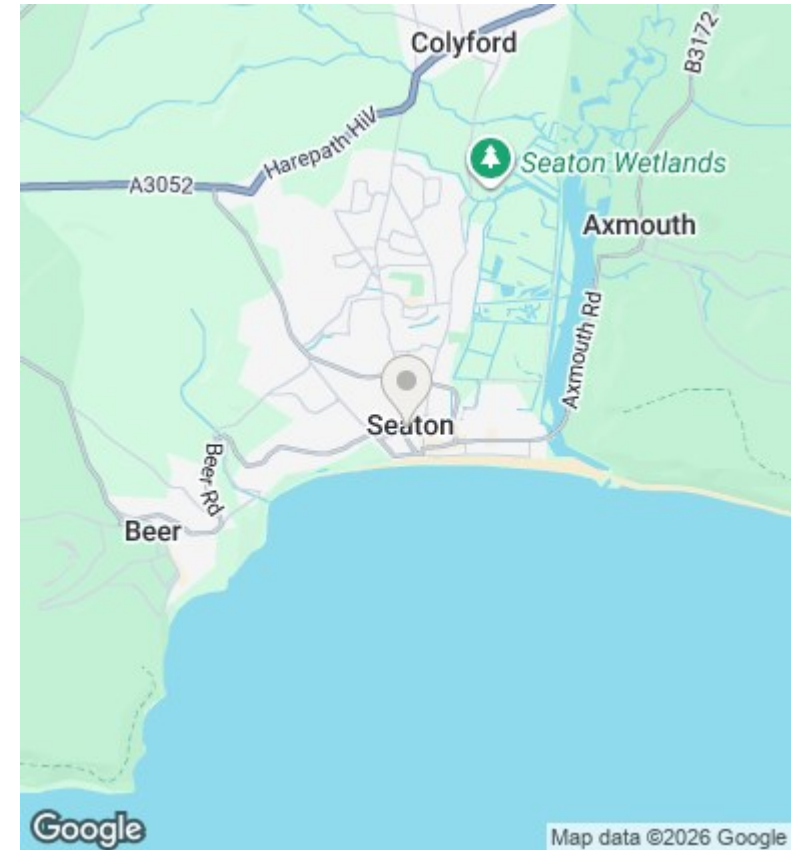 Colyford
B3172
Harepath Hill
A3052
Seaton Wetlands
Axmouth
Axmouth Rd
Seaton
Beer Rd
Beer
Google
Map data ©2026 Google